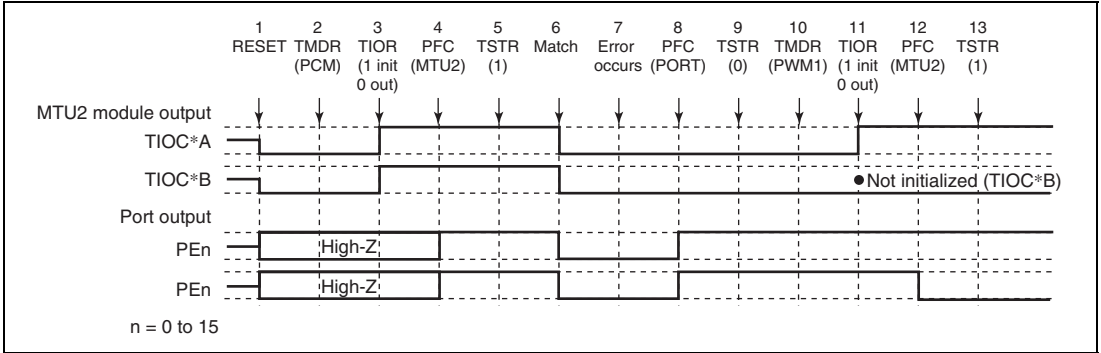 1 2 3 4 5 6 7 8 9 10 11 12 13
RESET TMDR TIOR PFC TSTR Match Error PFC TSTR TMDR TIOR PFC TSTR
(PCM) (1 init (MTU2) (1) occurs (PORT) (0) (PWM1) (1 init (MTU2) (1)
0 out) 0 out)
MTU2 module output
TIOC*A
TIOC*B
●Not initialized (TIOC*B)
Port output
PEn
High-Z
PEn
High-Z
n = 0 to 15